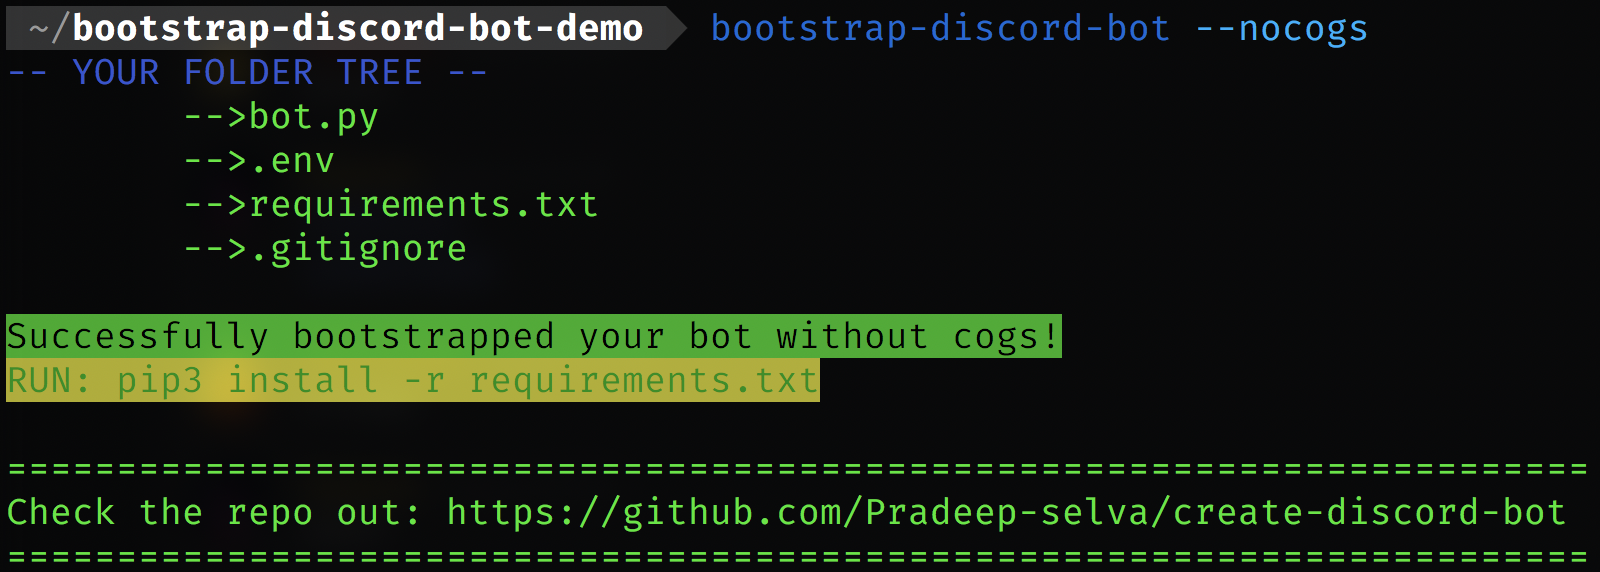 ~/bootstrap-discord-bot-demo bootstrap-discord-bot --nocogs
-- YOUR FOLDER TREE --
-->bot.py
-->.env
-->requirements.txt
-->.gitignore
Successfully bootstrapped your bot without cogs!
RUN: pip3 install -r requirements.txt
========================================================================
Check the repo out: https://github.com/Pradeep-selva/create-discord-bot
========================================================================